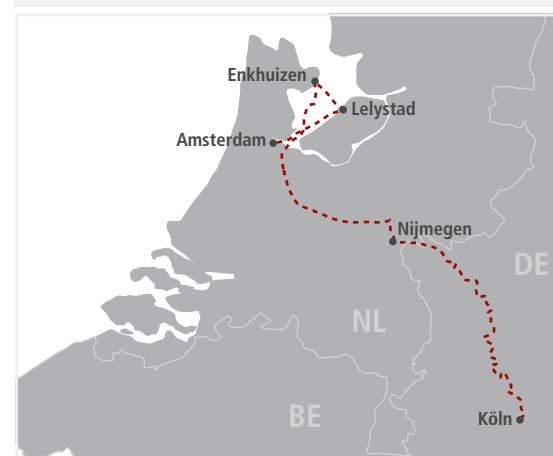 Enkhuizen
Lelystad
Amsterdam
Nijmegen
DE
NL
BE
Köln